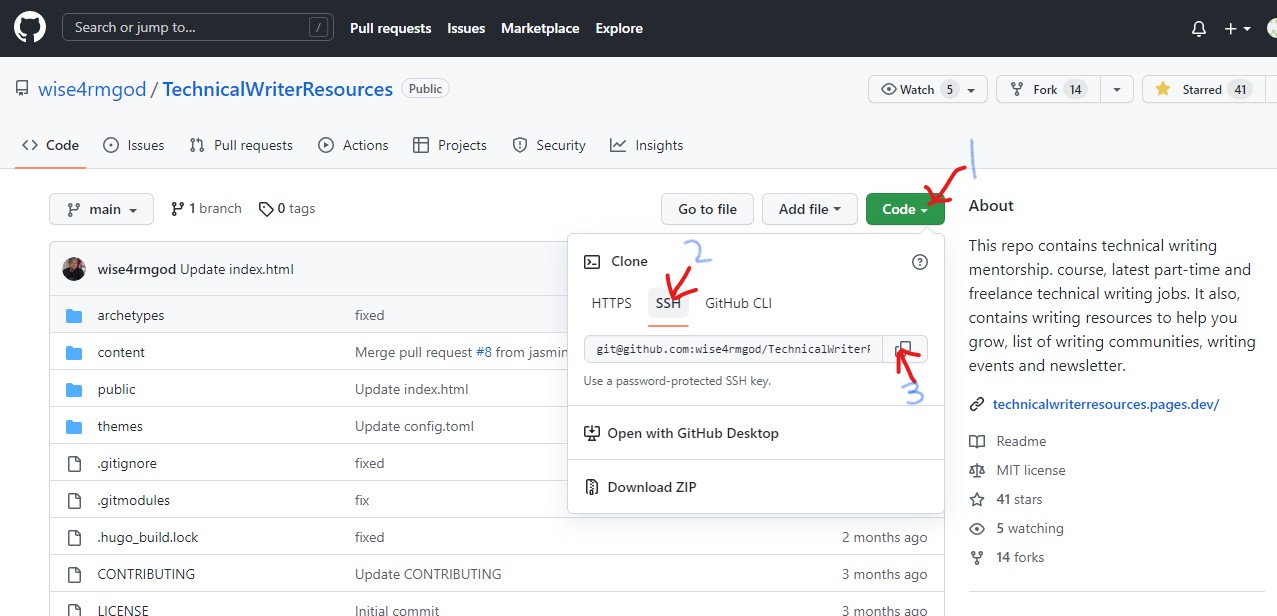 Search or jump to... /
Pull requests Issues Marketplace Explore
wise4rmgod / TechnicalWriterResources Public
Watch 5 Fork 14 Starred 41
Code Issues Pull requests Actions Projects Security Insights
1
main 1 branch 0 tags Go to file Add file Code
wise4rmgod Update index.html
archetypes fixed
content Merge pull request #8 from jasmin
public Update index.html
themes Update config.toml
.gitignore fixed
.gitmodules fix
.hugo_build.lock fixed 2 months ago
CONTRIBUTING Update CONTRIBUTING 3 months ago
LICENSE Initial commit 3 months ago
2
Clone
HTTPS SSH GitHub CLI
git@github.com:wise4rmgod/TechnicalWriterR
3
Use a password-protected SSH key.
Open with GitHub Desktop
Download ZIP
About
This repo contains technical writing
mentorship. course, latest part-time and
freelance technical writing jobs. It also,
contains writing resources to help you
grow, list of writing communities, writing
events and newsletter.
technicalwriterresources.pages.dev/
Readme
MIT license
41 stars
5 watching
14 forks